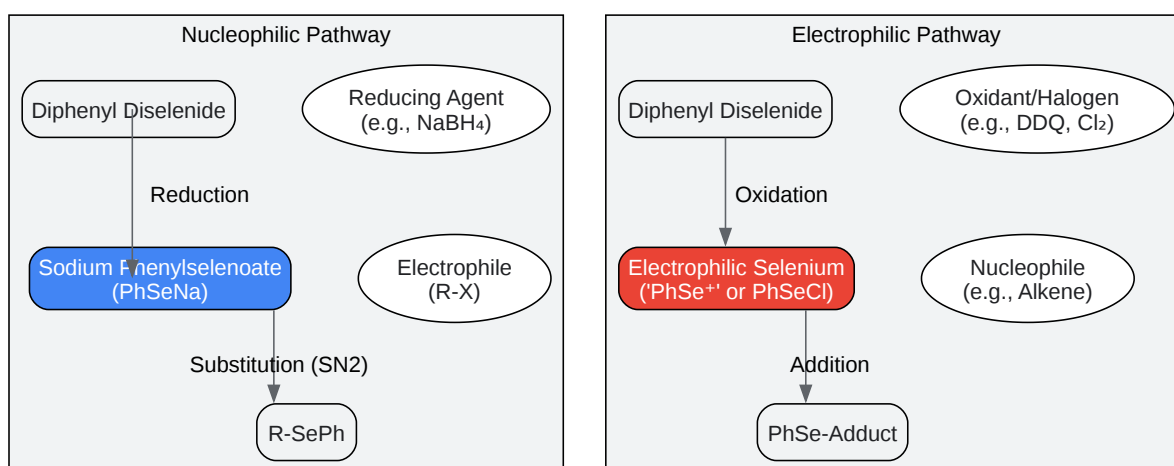 Nucleophilic Pathway
Diphenyl Diselenide
Reducing Agent
(e.g., NaBH₄)
Reduction
Sodium Phenylselenoate
(PhSeNa)
Electrophile
(R-X)
Substitution (SN2)
R-SePh
Electrophilic Pathway
Diphenyl Diselenide
Oxidant/Halogen
(e.g., DDQ, Cl₂)
Oxidation
Electrophilic Selenium
('PhSe⁺' or PhSeCl)
Nucleophile
(e.g., Alkene)
Addition
PhSe-Adduct